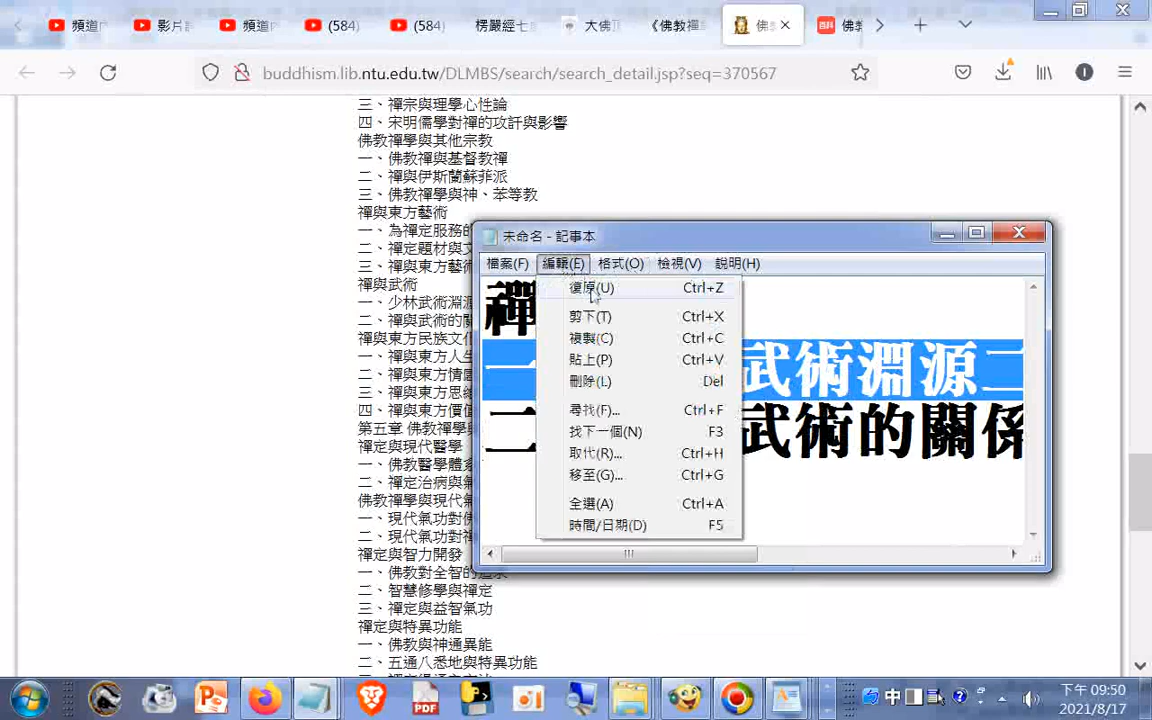 頻道
影片
頻道
(584)
(584)
楞嚴經七
大佛
《佛教禪
佛
百科
佛教
buddhism.lib.ntu.edu.tw/DLMBS/search/search_detail.jsp?seq=370567
三、禪宗與理學心性論
四、宋明儒學對禪的攻訐與影響
佛教禪學與其他宗教
一、佛教禪與基督教禪
二、禪與伊斯蘭蘇菲派
三、佛教禪學與神、苯等教
禪與東方藝術
一、為禪定服務的
二、禪定題材與文
三、禪與東方藝術
禪與武術
一、少林武術淵源
二、禪與武術的關
禪與東方民族文化
一、禪與東方人生
二、禪與東方情
三、禪與東方思維
四、禪與東方價值
第五章 佛教禪學與
禪定與現代醫學
一、佛教醫學體系
二、禪定治病與氣
佛教禪學與現代氣
一、現代氣功對佛
二、現代氣功對禪
禪定與智力開發
一、佛教對全智的追求
二、智慧修學與禪定
三、禪定與益智氣功
禪定與特異功能
一、佛教與神通異能
二、五通八悉地與特異功能
未命名 - 記事本
檔案(F) 編輯(E) 格式(O) 檢視(V) 說明(H)
禪
一 武術淵源二
二 武術的關係
復原(U) Ctrl+Z
剪下(T) Ctrl+X
複製(C) Ctrl+C
貼上(P) Ctrl+V
刪除(L) Del
尋找(F)... Ctrl+F
找下一個(N) F3
取代(R)... Ctrl+H
移至(G)... Ctrl+G
全選(A) Ctrl+A
時間/日期(D) F5
PDF
中
下午 09:50
2021/8/17